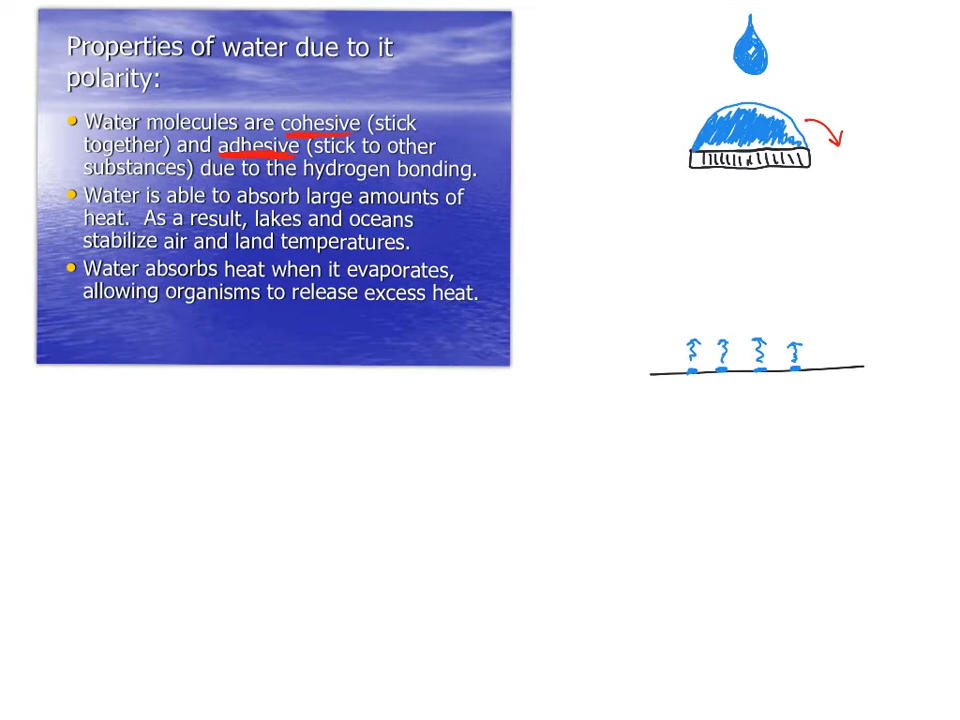 Properties of water due to it
polarity:
• Water molecules are cohesive (stick
together) and adhesive (stick to other
substances) due to the hydrogen bonding.
• Water is able to absorb large amounts of
heat. As a result, lakes and oceans
stabilize air and land temperatures.
• Water absorbs heat when it evaporates,
allowing organisms to release excess heat.